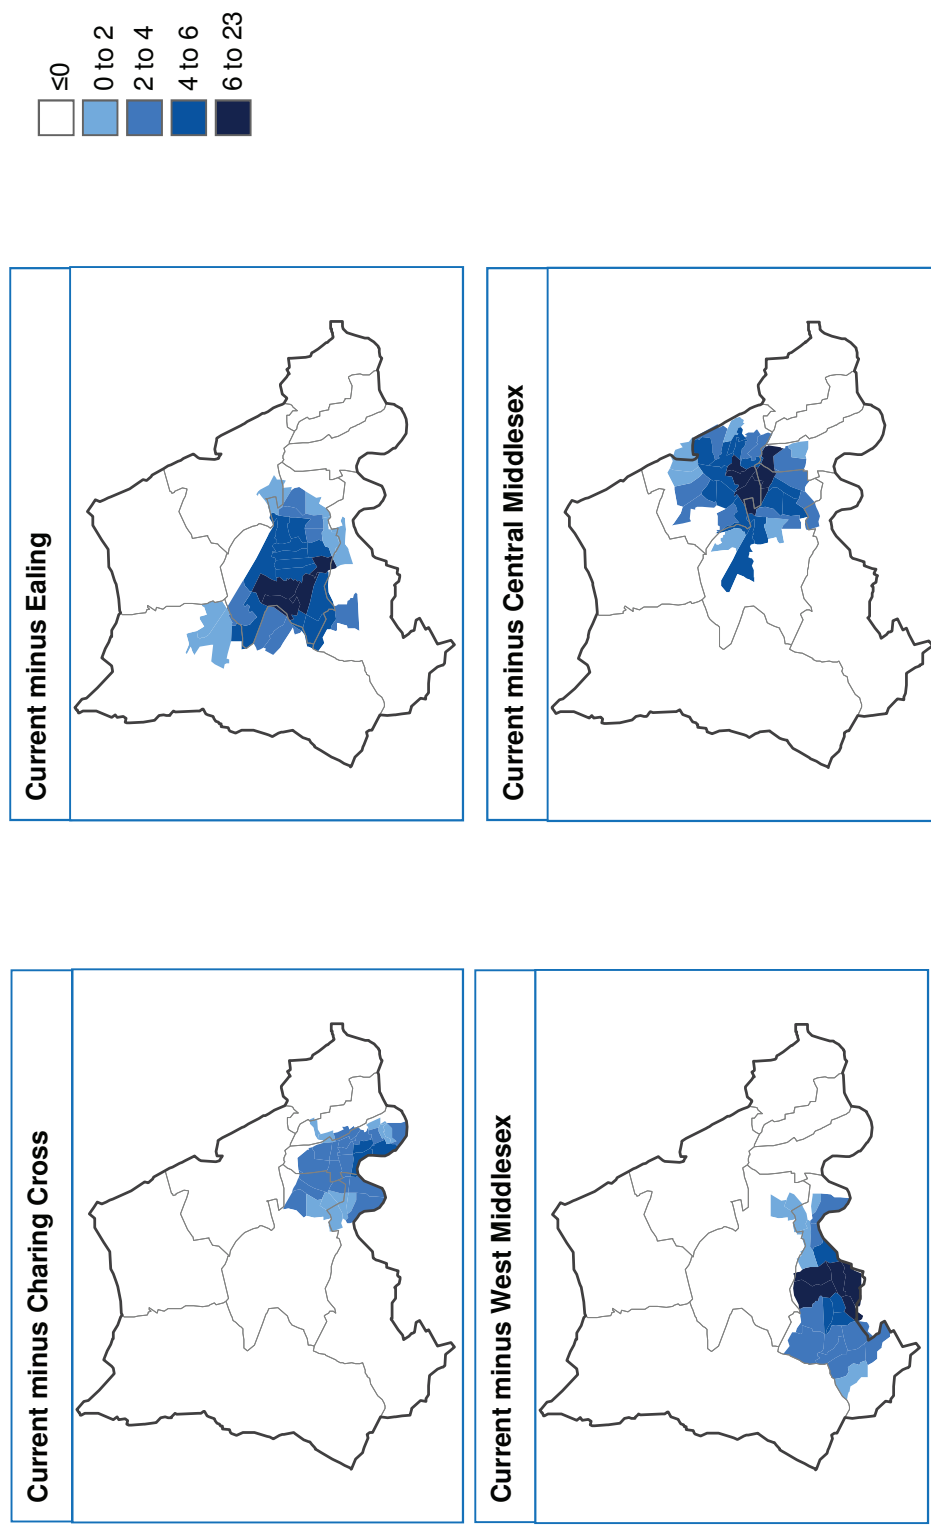 Current minus Charing Cross
Current minus Ealing
≤0
0 to 2
2 to 4
4 to 6
6 to 23
Current minus West Middlesex
Current minus Central Middlesex